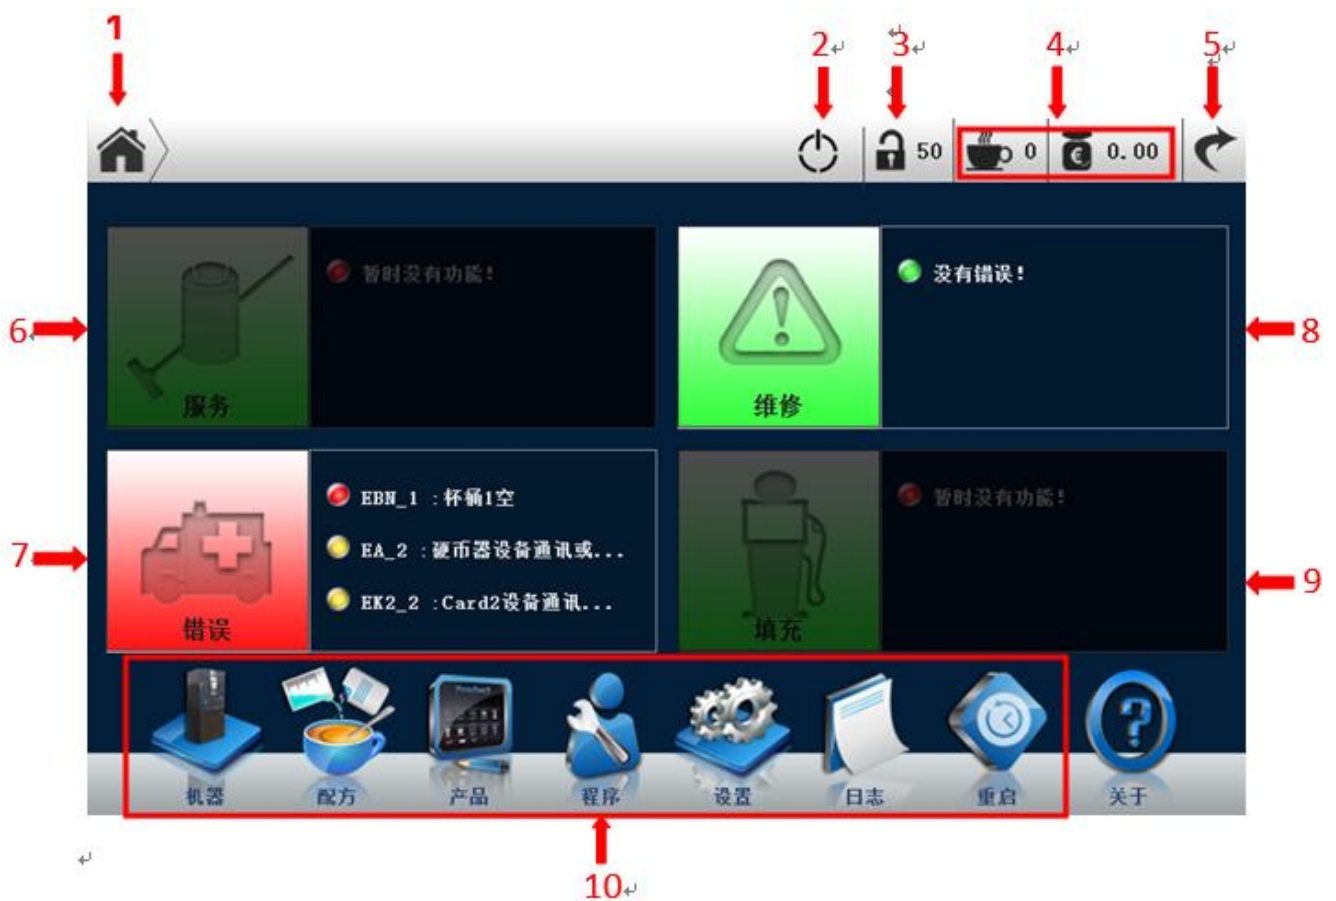 1
2
3
4
5
50
0
€
0.00
暂时没有功能!
没有错误!
6
8
服务
维修
EBN_1 :杯桶1空
暂时没有功能!
EA_2 :硬币器设备通讯或...
7
9
EK2_2 :Card2设备通讯...
错误
填充
Product
机器
配方
产品
程序
设置
日志
重启
关于
?
10